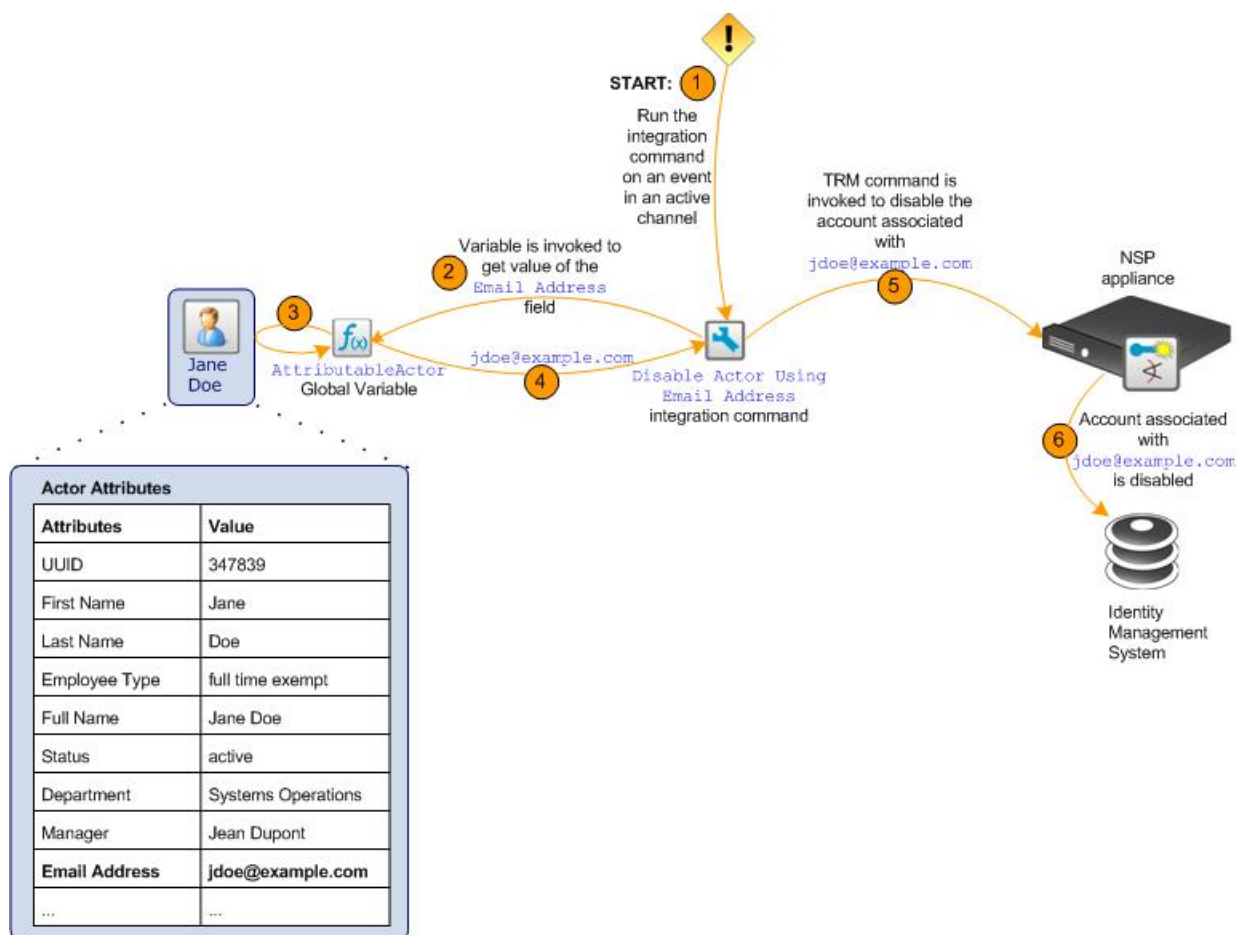 !
START: 1
Run the
integration
command
on an event
in an active
channel
Variable is invoked to
get value of the
Email Address
field
2
3
Jane
Doe
f(x)
AttributableActor
Global Variable
jdoe@example.com
4
Disable Actor Using
Email Address
integration command
TRM command is
invoked to disable the
account associated
with
jdoe@example.com
5
NSP
appliance
6
Account associated
with
jdoe@example.com
is disabled
Identity
Management
System
Actor Attributes
Attributes Value
UUID 347839
First Name Jane
Last Name Doe
Employee Type full time exempt
Full Name Jane Doe
Status active
Department Systems Operations
Manager Jean Dupont
Email Address jdoe@example.com
... ...